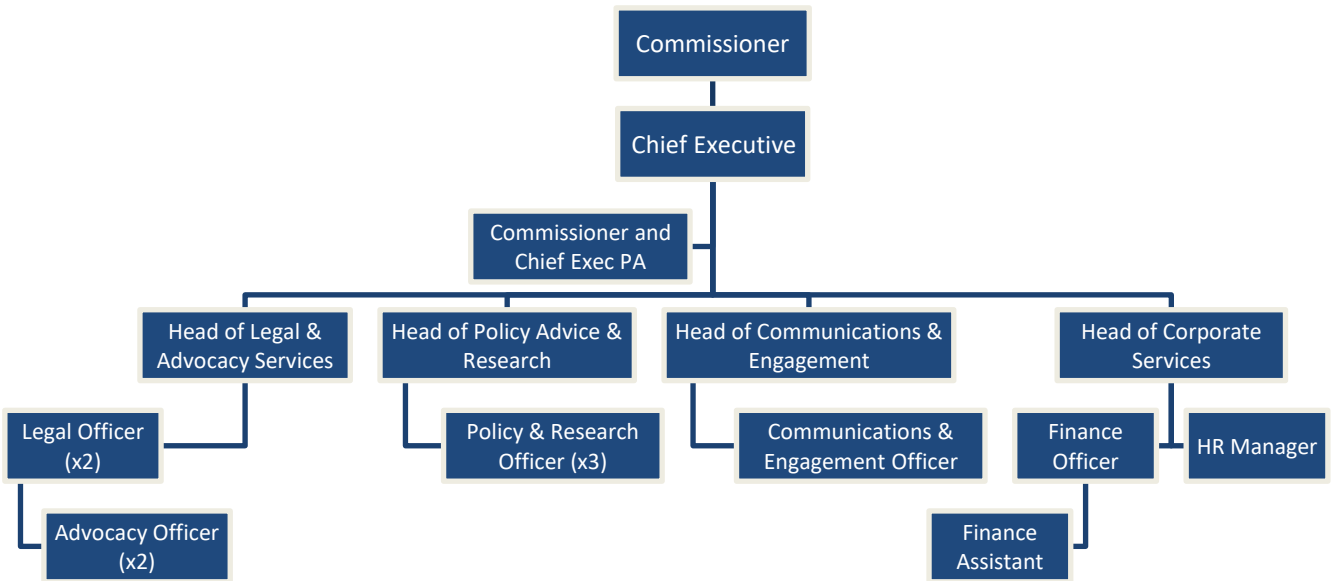 Commissioner
Chief Executive
Commissioner and
Chief Exec PA
Head of Legal &
Advocacy Services
Head of Policy Advice &
Research
Head of Communications &
Engagement
Head of Corporate
Services
Legal Officer
(x2)
Policy & Research
Officer (x3)
Communications &
Engagement Officer
Finance
Officer
HR Manager
Advocacy Officer
(x2)
Finance
Assistant